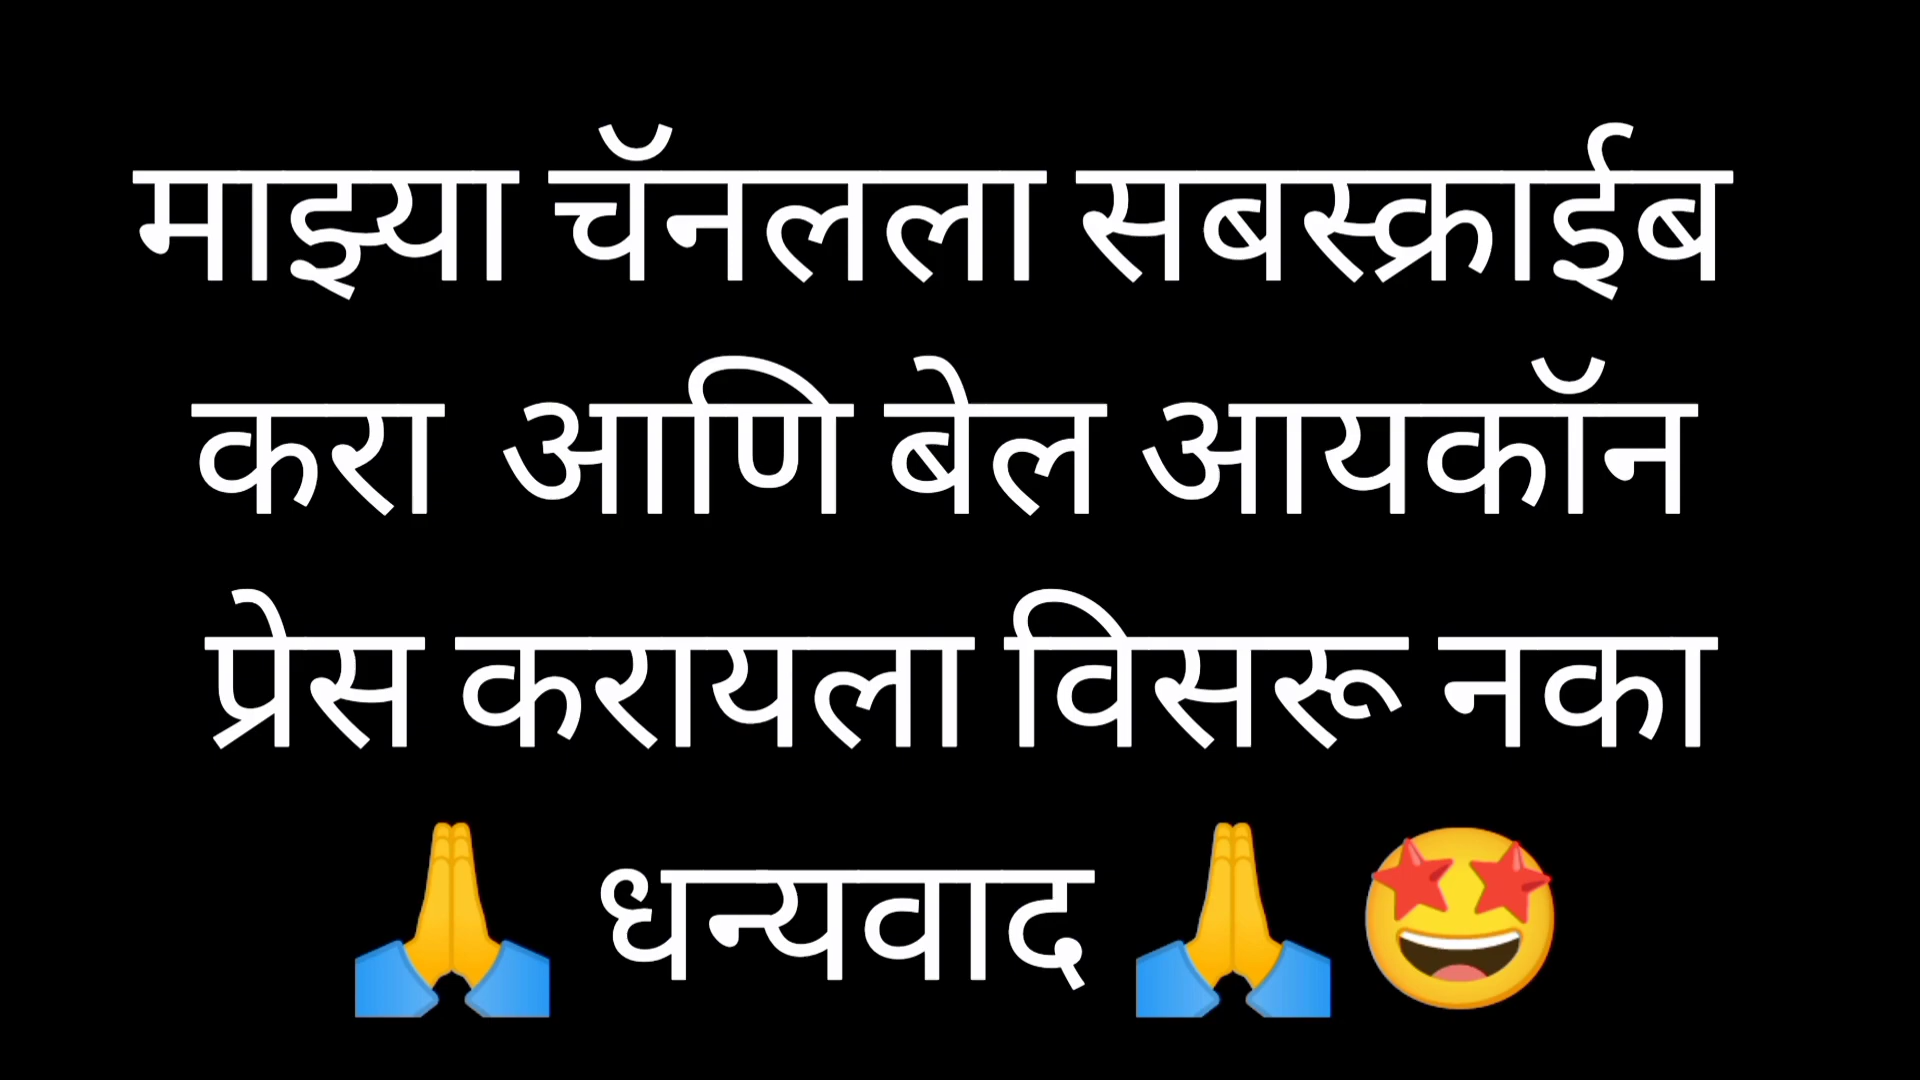 माझ्या चॅनलला सबस्क्राईब
करा आणि बेल आयकॉन
प्रेस करायला विसरू नका
🙏 धन्यवाद 🙏 🤩